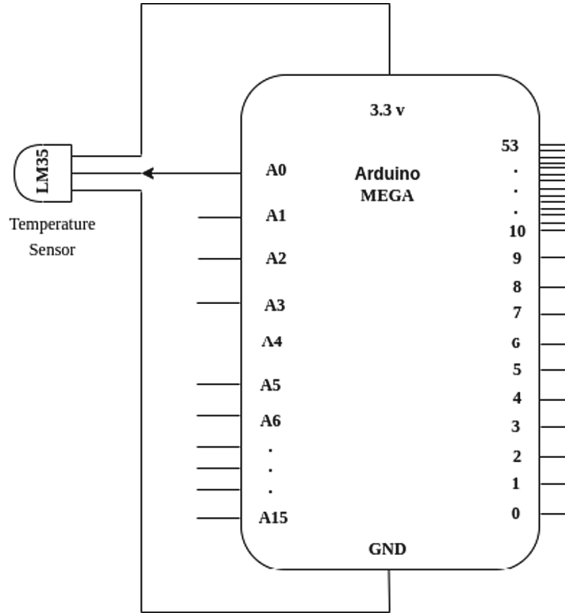 LM35
Temperature
Sensor
3.3 v
Arduino
MEGA
A0
A1
A2
A3
A4
A5
A6
.
.
.
A15
53
.
.
.
10
9
8
7
6
5
4
3
2
1
0
GND